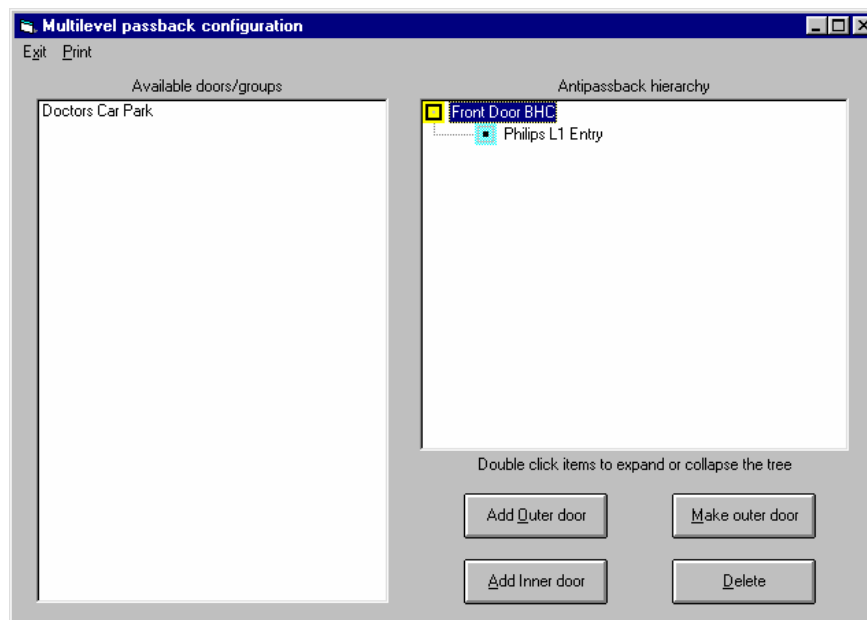 Multilevel passback configuration
Exit Print
Available doors/groups
Doctors Car Park
Antipassback hierarchy
Front Door BHC
Philips L1 Entry
Double click items to expand or collapse the tree
Add Outer door
Make outer door
Add Inner door
Delete